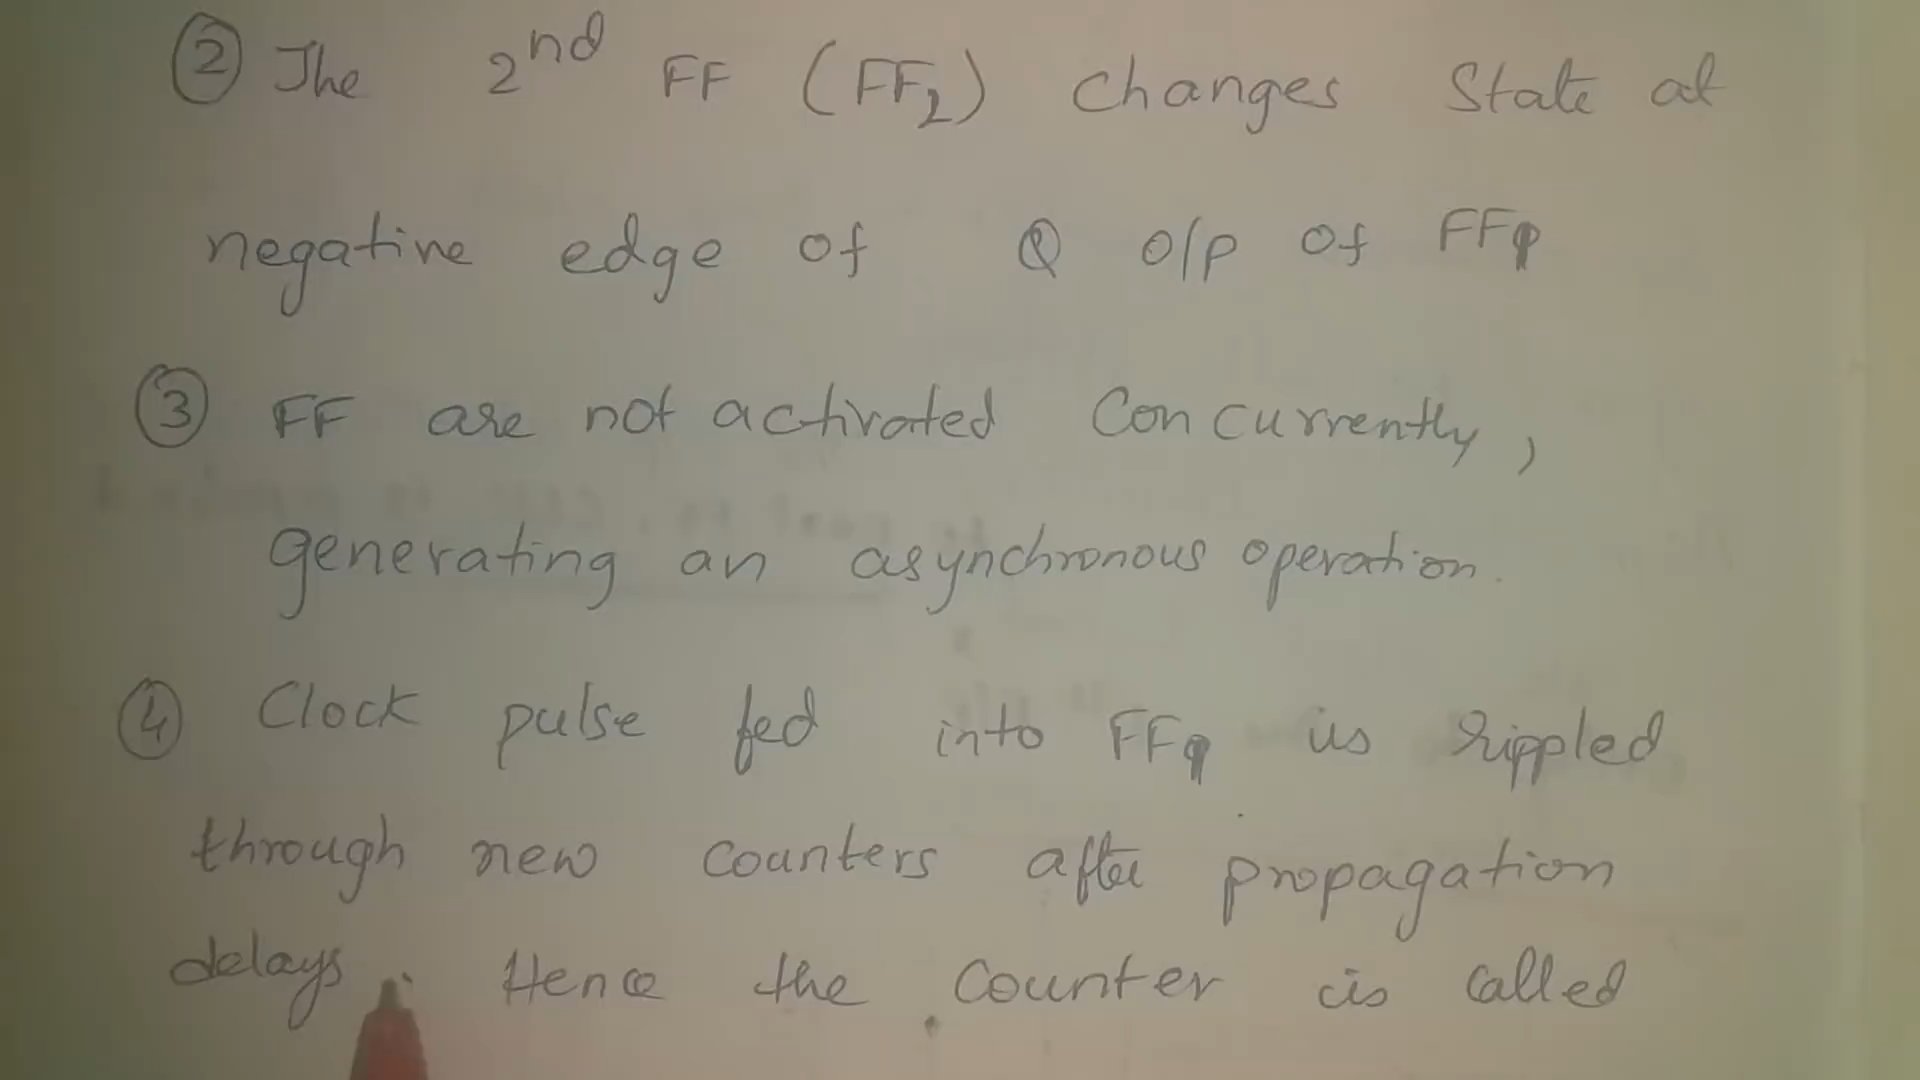 ② The 2nd FF (FF2) Changes State at
negative edge of Q o/p of FF1
③ FF are not activated Concurrently,
generating an asynchronous operation.
④ Clock pulse fed into FF1 is rippled
through new counters after propagation
delays. Hence the Counter is Called